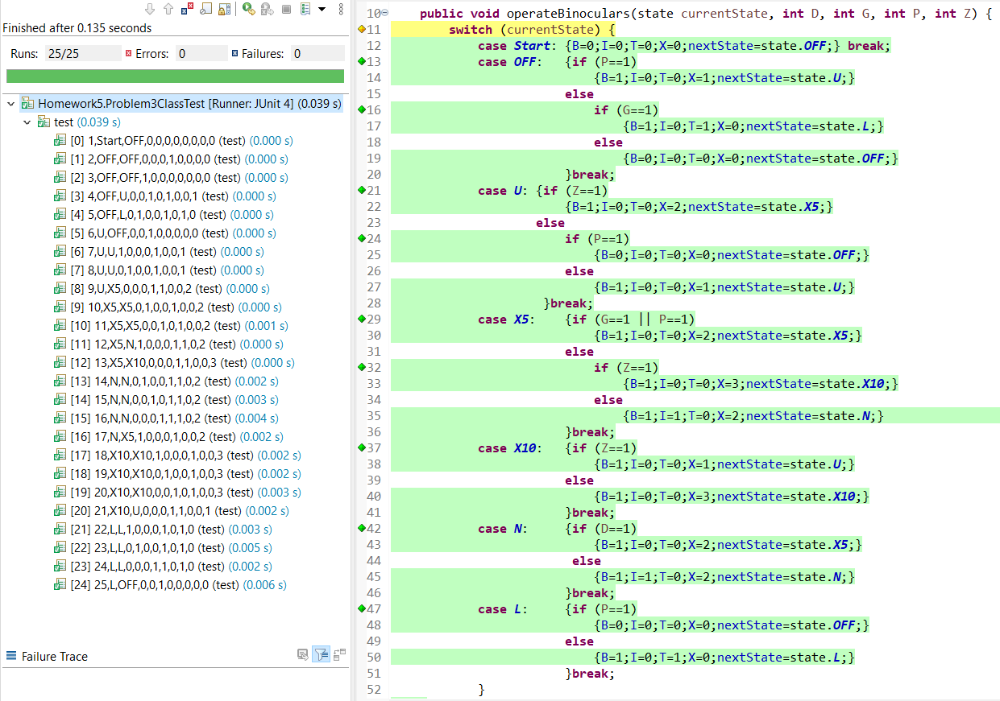 Finished after 0.135 seconds
Runs: 25/25 Errors: 0 Failures: 0
Homework5.Problem3ClassTest [Runner: JUnit 4] (0.039 s)
test (0.039 s)
[0] 1,Start,OFF,0,0,0,0,0,0,0,0 (test) (0.000 s)
[1] 2,OFF,OFF,0,0,0,1,0,0,0,0 (test) (0.000 s)
[2] 3,OFF,OFF,1,0,0,0,0,0,0,0 (test) (0.000 s)
[3] 4,OFF,U,0,0,1,0,1,0,0,1 (test) (0.000 s)
[4] 5,OFF,L,0,1,0,0,1,0,1,0 (test) (0.000 s)
[5] 6,U,OFF,0,0,1,0,0,0,0,0 (test) (0.000 s)
[6] 7,U,U,1,0,0,0,1,0,0,1 (test) (0.000 s)
[7] 8,U,U,0,1,0,0,1,0,0,1 (test) (0.000 s)
[8] 9,U,X5,0,0,0,1,1,0,0,2 (test) (0.000 s)
[9] 10,X5,X5,0,1,0,0,1,0,0,2 (test) (0.000 s)
[10] 11,X5,X5,0,0,1,0,1,0,0,2 (test) (0.001 s)
[11] 12,X5,N,1,0,0,0,1,1,0,2 (test) (0.000 s)
[12] 13,X5,X10,0,0,0,1,1,0,0,3 (test) (0.000 s)
[13] 14,N,N,0,1,0,0,1,1,0,2 (test) (0.002 s)
[14] 15,N,N,0,0,1,0,1,1,0,2 (test) (0.003 s)
[15] 16,N,N,0,0,0,1,1,1,0,2 (test) (0.004 s)
[16] 17,N,X5,1,0,0,0,1,0,0,2 (test) (0.002 s)
[17] 18,X10,X10,1,0,0,0,1,0,0,3 (test) (0.002 s)
[18] 19,X10,X10,0,1,0,0,1,0,0,3 (test) (0.002 s)
[19] 20,X10,X10,0,0,1,0,1,0,0,3 (test) (0.003 s)
[20] 21,X10,U,0,0,0,1,1,0,0,1 (test) (0.002 s)
[21] 22,L,L,1,0,0,0,1,0,1,0 (test) (0.003 s)
[22] 23,L,L,0,1,0,0,1,0,1,0 (test) (0.005 s)
[23] 24,L,L,0,0,0,1,1,0,1,0 (test) (0.002 s)
[24] 25,L,OFF,0,0,1,0,0,0,0,0 (test) (0.006 s)
Failure Trace
10 public void operateBinoculars(state currentState, int D, int G, int P, int Z) {
11 switch (currentState) {
12 case Start: {B=0;I=0;T=0;X=0;nextState=state.OFF;} break;
13 case OFF: {if (P==1)
14 {B=1;I=0;T=0;X=1;nextState=state.U;}
15 else
16 if (G==1)
17 {B=1;I=0;T=1;X=0;nextState=state.L;}
18 else
19 {B=0;I=0;T=0;X=0;nextState=state.OFF;}
20 }break;
21 case U: {if (Z==1)
22 {B=1;I=0;T=0;X=2;nextState=state.X5;}
23 else
24 if (P==1)
25 {B=0;I=0;T=0;X=0;nextState=state.OFF;}
26 else
27 {B=1;I=0;T=0;X=1;nextState=state.U;}
28 }break;
29 case X5: {if (G==1 || P==1)
30 {B=1;I=0;T=0;X=2;nextState=state.X5;}
31 else
32 if (Z==1)
33 {B=1;I=0;T=0;X=3;nextState=state.X10;}
34 else
35 {B=1;I=1;T=0;X=2;nextState=state.N;}
36 }break;
37 case X10: {if (Z==1)
38 {B=1;I=0;T=0;X=1;nextState=state.U;}
39 else
40 {B=1;I=0;T=0;X=3;nextState=state.X10;}
41 }break;
42 case N: {if (D==1)
43 {B=1;I=0;T=0;X=2;nextState=state.X5;}
44 else
45 {B=1;I=1;T=0;X=2;nextState=state.N;}
46 }break;
47 case L: {if (P==1)
48 {B=0;I=0;T=0;X=0;nextState=state.OFF;}
49 else
50 {B=1;I=0;T=1;X=0;nextState=state.L;}
51 }break;
52 }